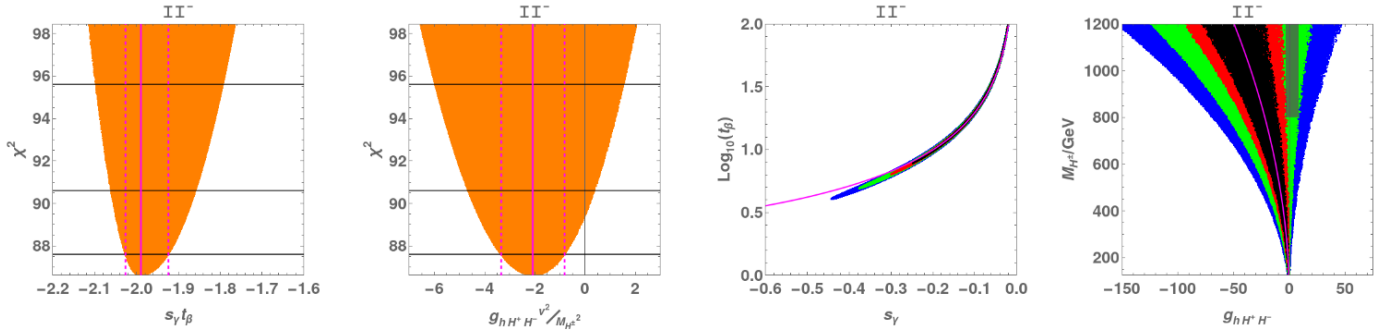 II⁻
98
96
94
92
90
88
χ²
-2.2 -2.1 -2.0 -1.9 -1.8 -1.7 -1.6
s_γ t_β
II⁻
98
96
94
92
90
88
χ²
-6 -4 -2 0 2
g_{h H⁺ H⁻} v²/M_{H±}²
II⁻
2.0
1.5
1.0
0.5
0.0
Log₁₀(t_β)
-0.6 -0.5 -0.4 -0.3 -0.2 -0.1 0.0
s_γ
II⁻
1200
1000
800
600
400
200
M_{H±}/GeV
-150 -100 -50 0 50
g_{h H⁺ H⁻}